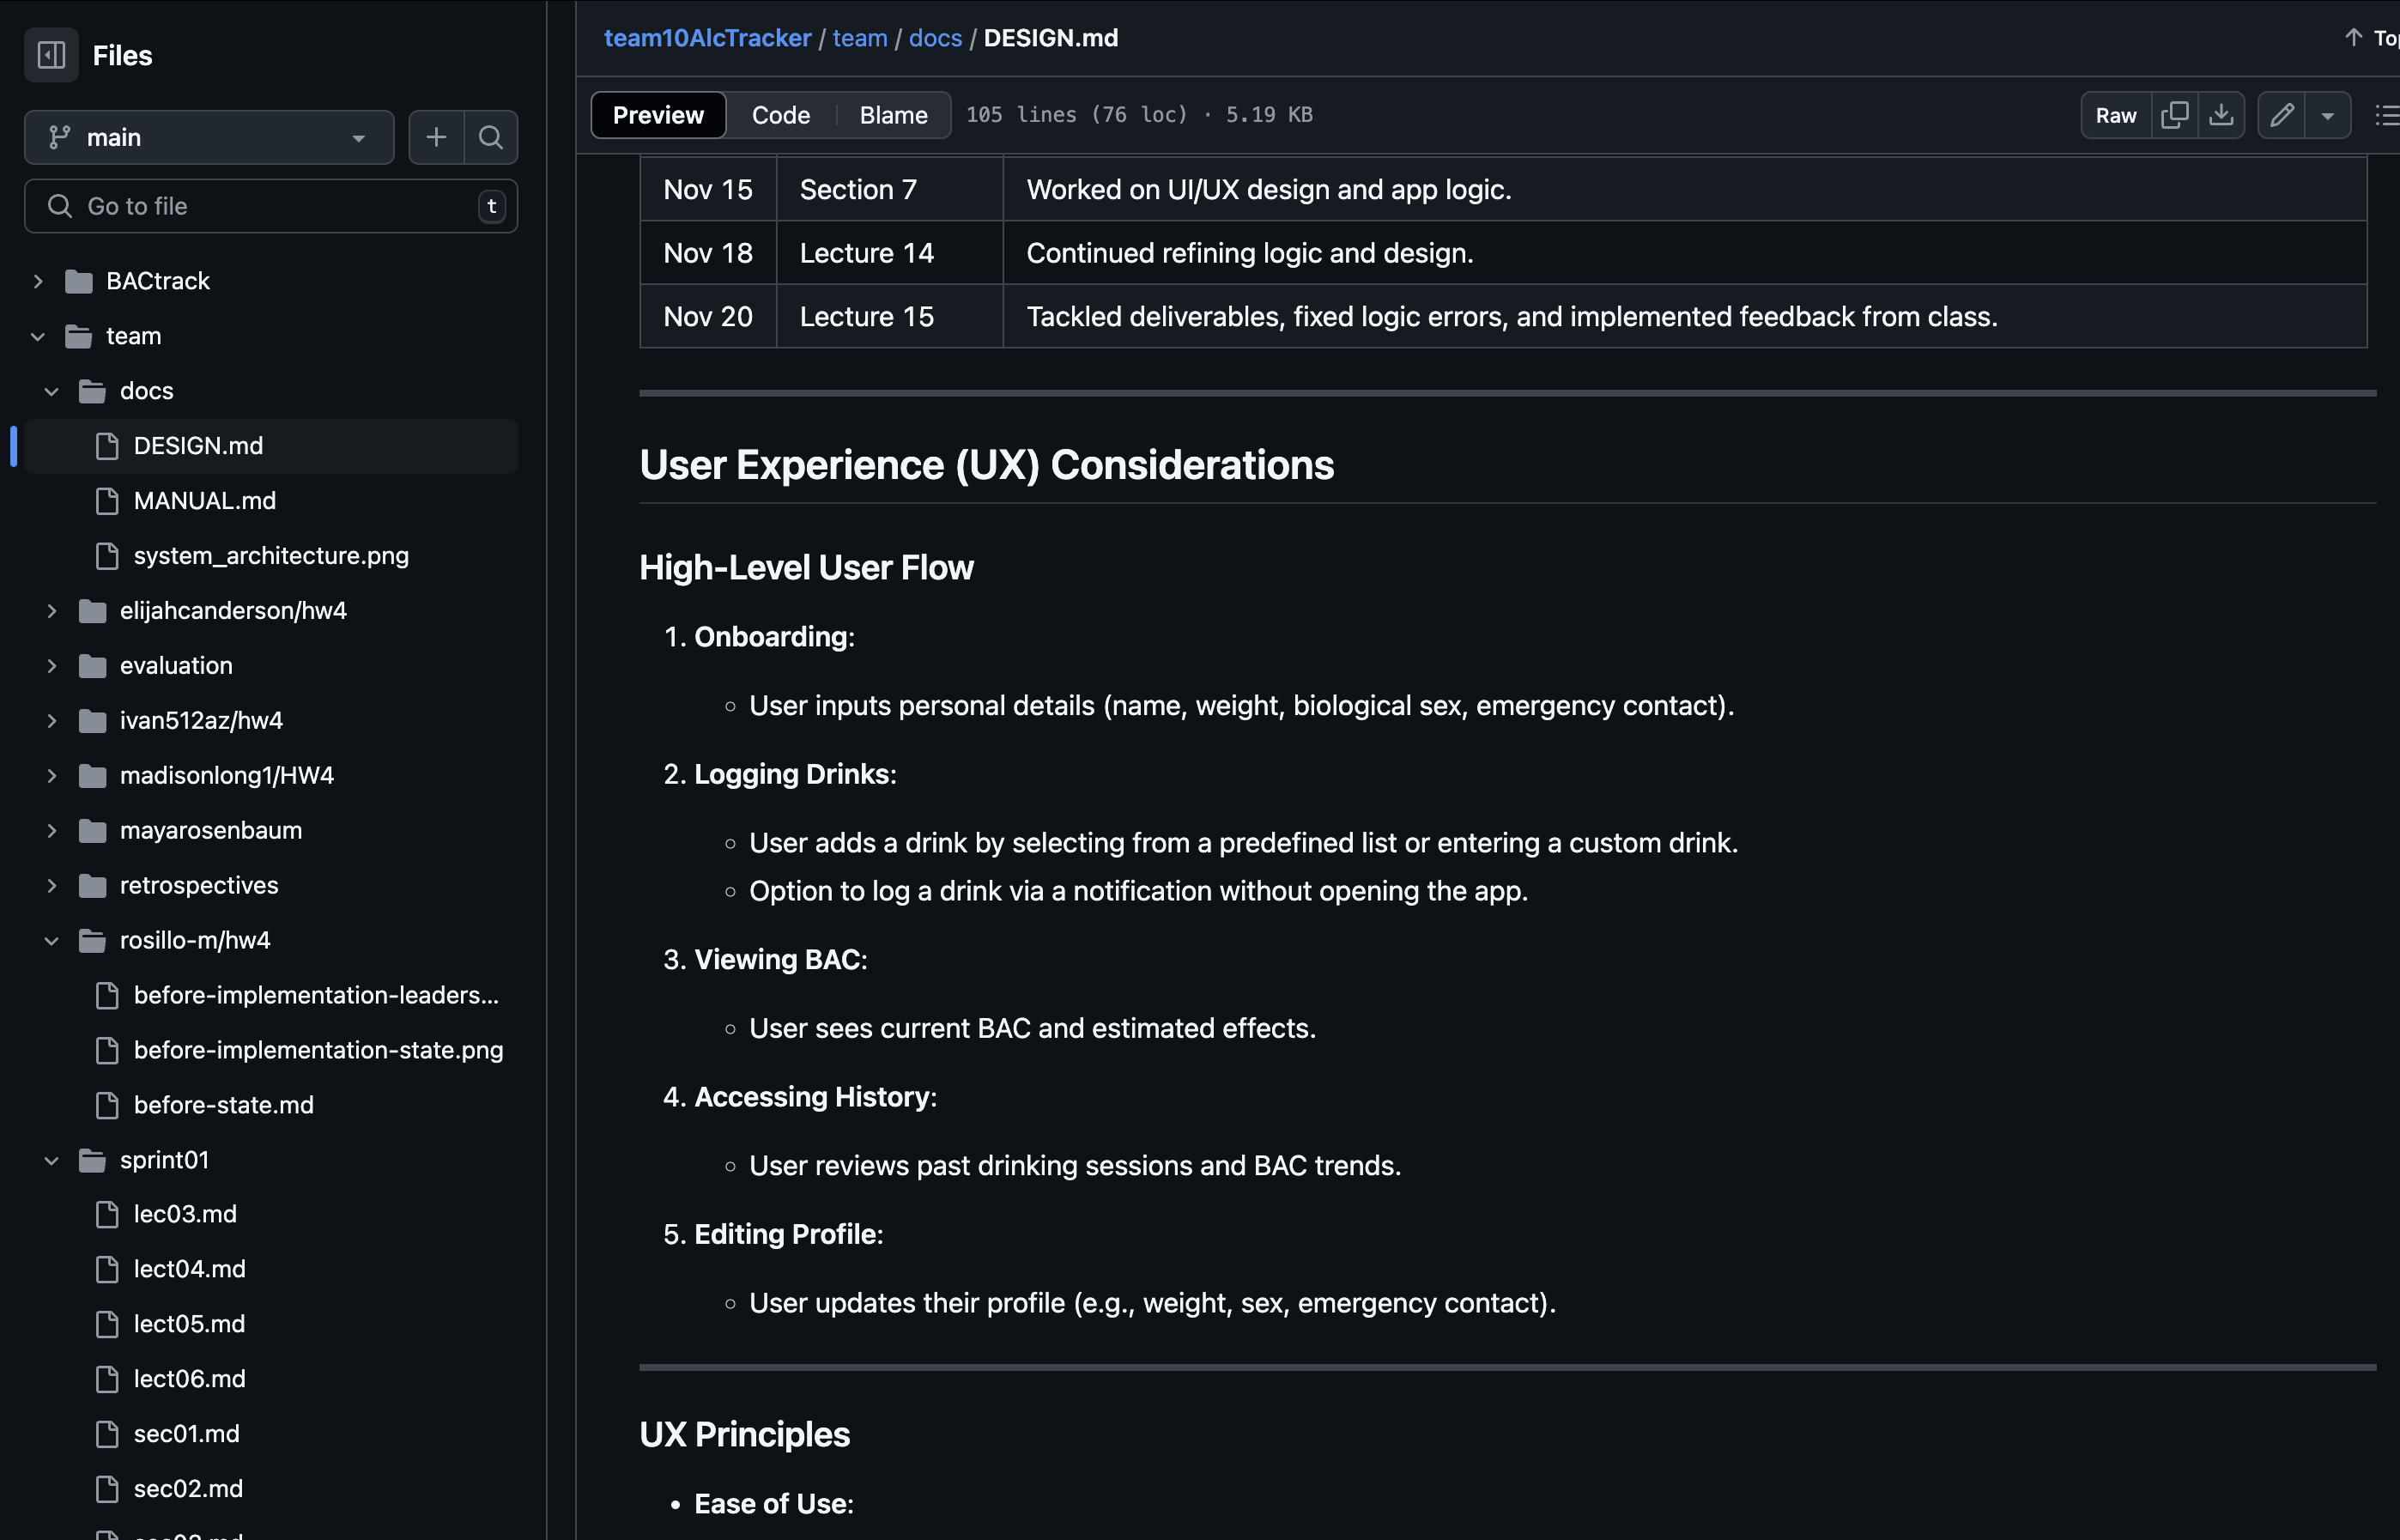 Files
main
Go to file
t
BACtrack
team
docs
DESIGN.md
MANUAL.md
system_architecture.png
elijahcanderson/hw4
evaluation
ivan512az/hw4
madisonlong1/HW4
mayarosenbaum
retrospectives
rosillo-m/hw4
before-implementation-leaders...
before-implementation-state.png
before-state.md
sprint01
lec03.md
lect04.md
lect05.md
lect06.md
sec01.md
sec02.md
team10AlcTracker / team / docs / DESIGN.md
Preview Code Blame 105 lines (76 loc) · 5.19 KB Raw
Nov 15 Section 7 Worked on UI/UX design and app logic.
Nov 18 Lecture 14 Continued refining logic and design.
Nov 20 Lecture 15 Tackled deliverables, fixed logic errors, and implemented feedback from class.
User Experience (UX) Considerations
High-Level User Flow
1. Onboarding:
User inputs personal details (name, weight, biological sex, emergency contact).
2. Logging Drinks:
User adds a drink by selecting from a predefined list or entering a custom drink.
Option to log a drink via a notification without opening the app.
3. Viewing BAC:
User sees current BAC and estimated effects.
4. Accessing History:
User reviews past drinking sessions and BAC trends.
5. Editing Profile:
User updates their profile (e.g., weight, sex, emergency contact).
UX Principles
• Ease of Use: